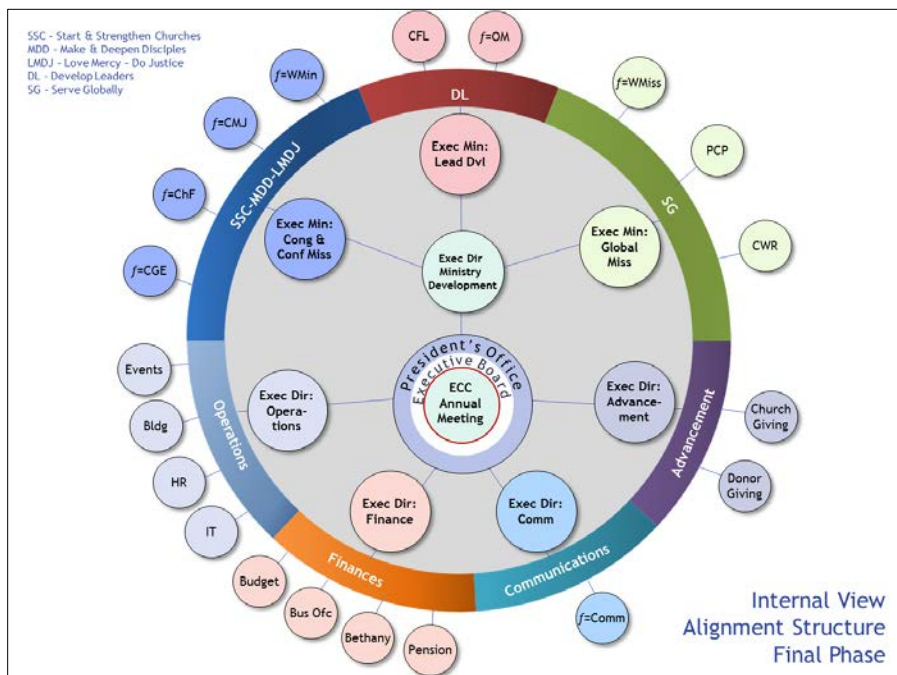 SSC - Start & Strengthen Churches
MDD - Make & Deepen Disciples
LMDJ - Love Mercy - Do Justice
DL - Develop Leaders
SG - Serve Globally
CFL
f=OM
f=WMin
f=WMiss
f=CMJ
PCP
f=ChF
CWR
f=CGE
DL
SSC-MDD-LMDJ
SG
Exec Min:
Lead Dvl
Exec Min:
Cong &
Conf Miss
Exec Min:
Global
Miss
Exec Dir
Ministry
Development
President's Office
Executive Board
ECC
Annual
Meeting
Exec Dir:
Opera-
tions
Exec Dir:
Advance-
ment
Exec Dir:
Finance
Exec Dir:
Comm
Operations
Advancement
Finances
Communications
Events
Bldg
HR
IT
Budget
Bus Ofc
Bethany
Pension
f=Comm
Church
Giving
Donor
Giving
Internal View
Alignment Structure
Final Phase